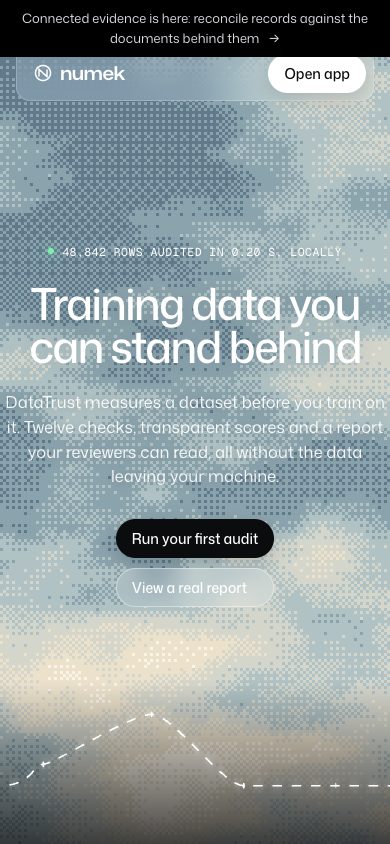 Connected evidence is here: reconcile records against the
documents behind them →
numek
Open app
48,842 ROWS AUDITED IN 0.20 S, LOCALLY
Training data you
can stand behind
DataTrust measures a dataset before you train on
it. Twelve checks, transparent scores and a report
your reviewers can read, all without the data
leaving your machine.
Run your first audit
View a real report